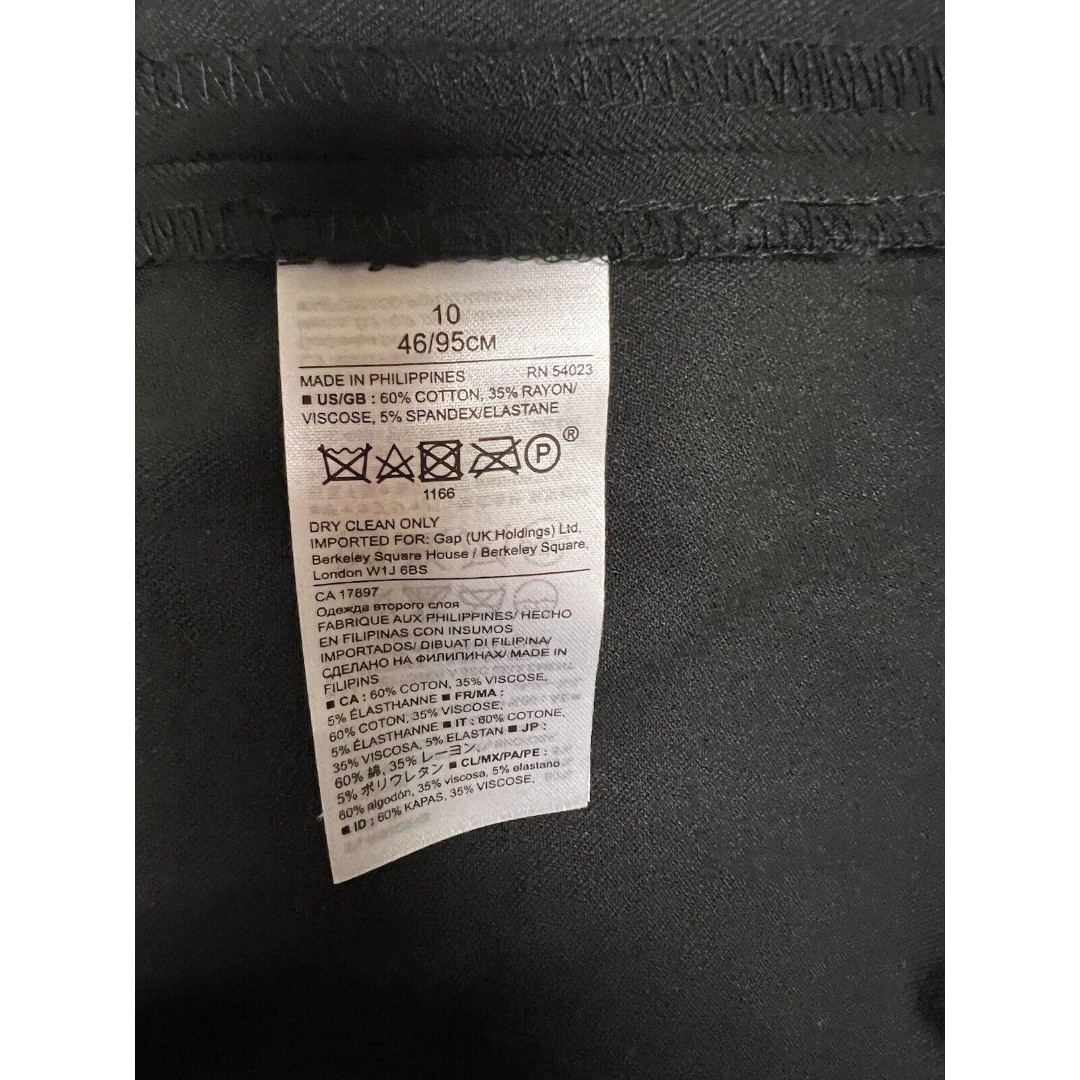 10
46/95CM
MADE IN PHILIPPINES RN 54023
■ US/GB : 60% COTTON, 35% RAYON/
VISCOSE, 5% SPANDEX/ELASTANE
P ®
1166
DRY CLEAN ONLY
IMPORTED FOR: Gap (UK Holdings) Ltd,
Berkeley Square House / Berkeley Square,
London W1J 6BS
CA 17897
Одежда второго слоя
FABRIQUE AUX PHILIPPINES/ HECHO
EN FILIPINAS CON INSUMOS
IMPORTADOS/ DIBUAT DI FILIPINA/
СДЕЛАНО НА ФИЛИПИНАХ/ MADE IN
FILIPINS
■ CA : 60% COTON, 35% VISCOSE,
5% ÉLASTHANNE ■ FR/MA :
60% COTON, 35% VISCOSE,
5% ÉLASTHANNE ■ IT : 60% COTONE,
35% VISCOSA, 5% ELASTAN ■ JP :
60% 綿, 35% レーヨン,
5% ポリウレタン ■ CL/MX/PA/PE :
60% algodón, 35% viscosa, 5% elastano
■ ID : 60% KAPAS, 35% VISCOSE,